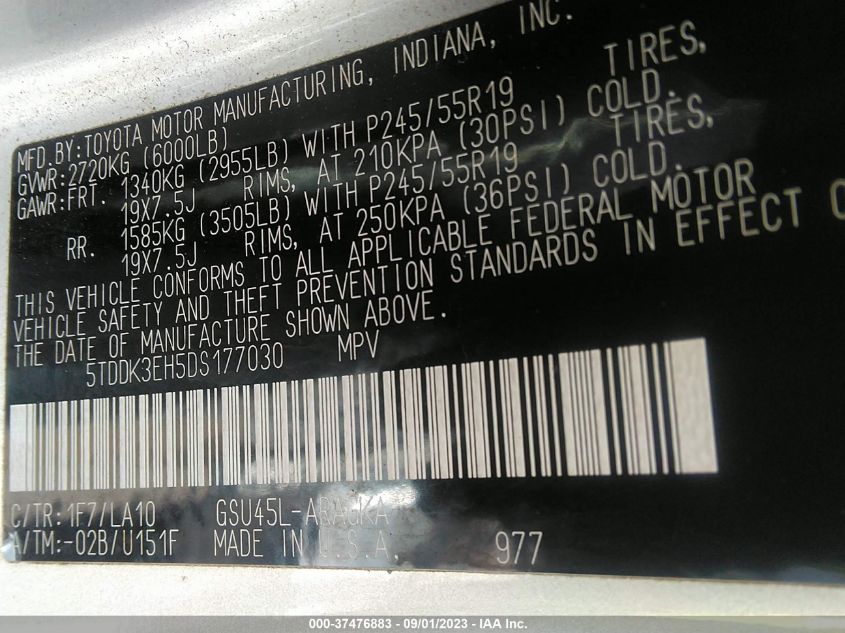 MFD.BY:TOYOTA MOTOR MANUFACTURING, INDIANA, INC.
GVWR:2720KG (6000LB)
GAWR:FRT. 1340KG (2955LB) WITH P245/55R19 TIRES,
19X7.5J RIMS, AT 210KPA (30PSI) COLD.
RR. 1585KG (3505LB) WITH P245/55R19 TIRES,
19X7.5J RIMS, AT 250KPA (36PSI) COLD.
THIS VEHICLE CONFORMS TO ALL APPLICABLE FEDERAL MOTOR
VEHICLE SAFETY AND THEFT PREVENTION STANDARDS IN EFFECT
THE DATE OF MANUFACTURE SHOWN ABOVE.
5TDDK3EH5DS177030 MPV
C/TR:1F7/LA10 GSU45L-ARAGKA
A/TM:-02B/U151F MADE IN U.S.A. 977
000-37476883 - 09/01/2023 - IAA Inc.